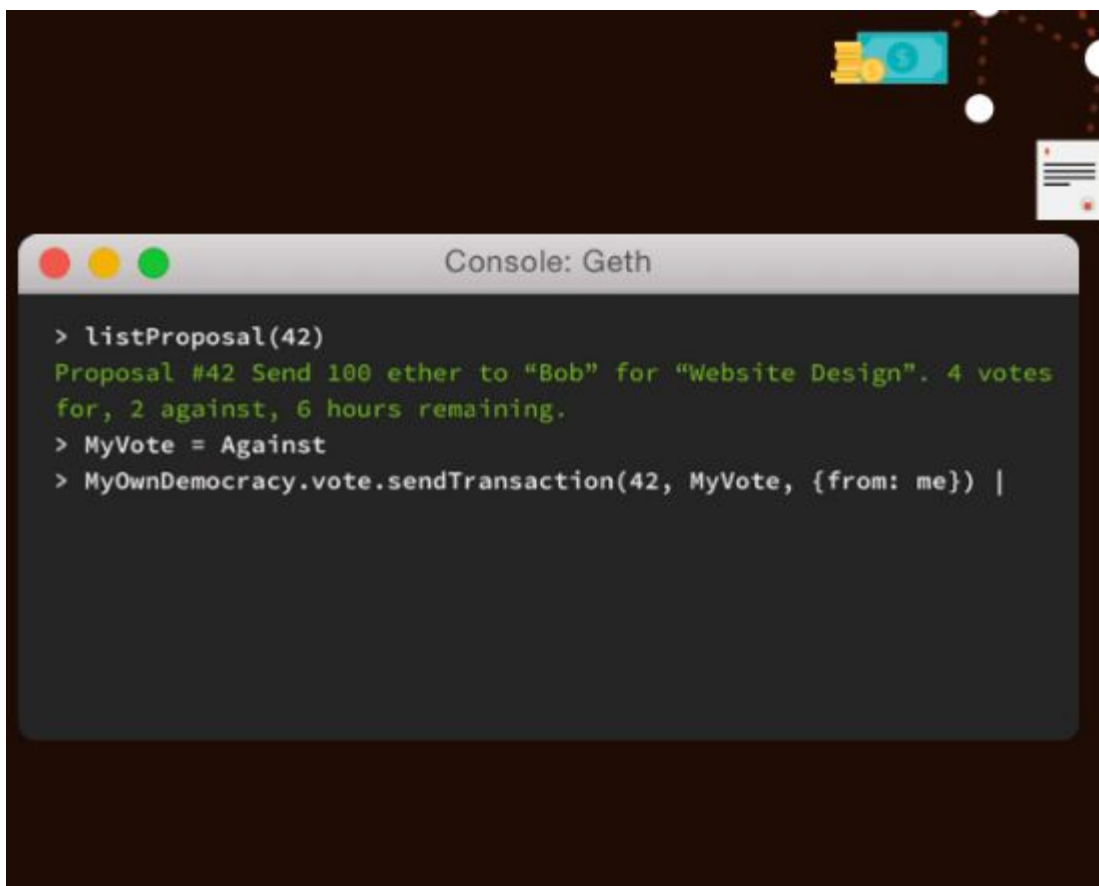 $
$
Console: Geth
> listProposal(42)
Proposal #42 Send 100 ether to “Bob” for “Website Design”. 4 votes
for, 2 against, 6 hours remaining.
> MyVote = Against
> MyOwnDemocracy.vote.sendTransaction(42, MyVote, {from: me}) |